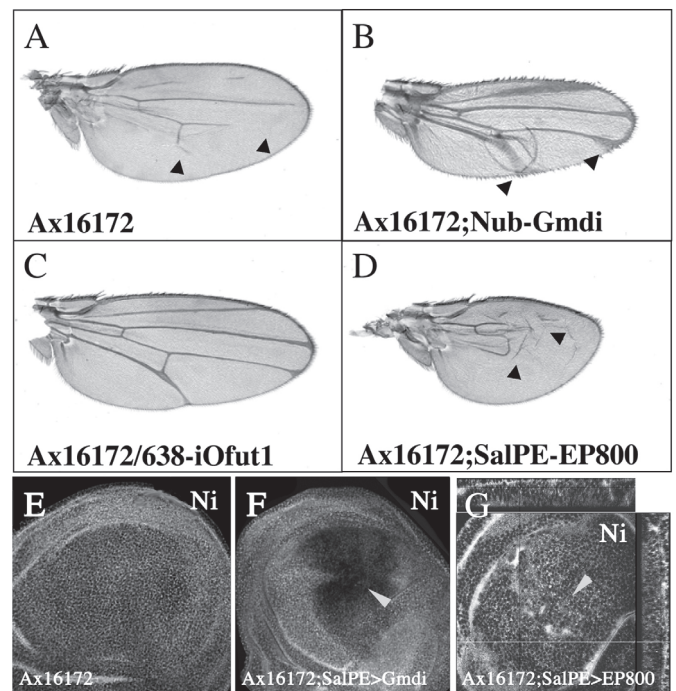 A
Ax16172
B
Ax16172;Nub-Gmdi
C
Ax16172/638-iOfut1
D
Ax16172;SalPE-EP800
E
Ni
Ax16172
F
Ni
Ax16172;SalPE>Gmdi
G
Ni
Ax16172;SalPE>EP800